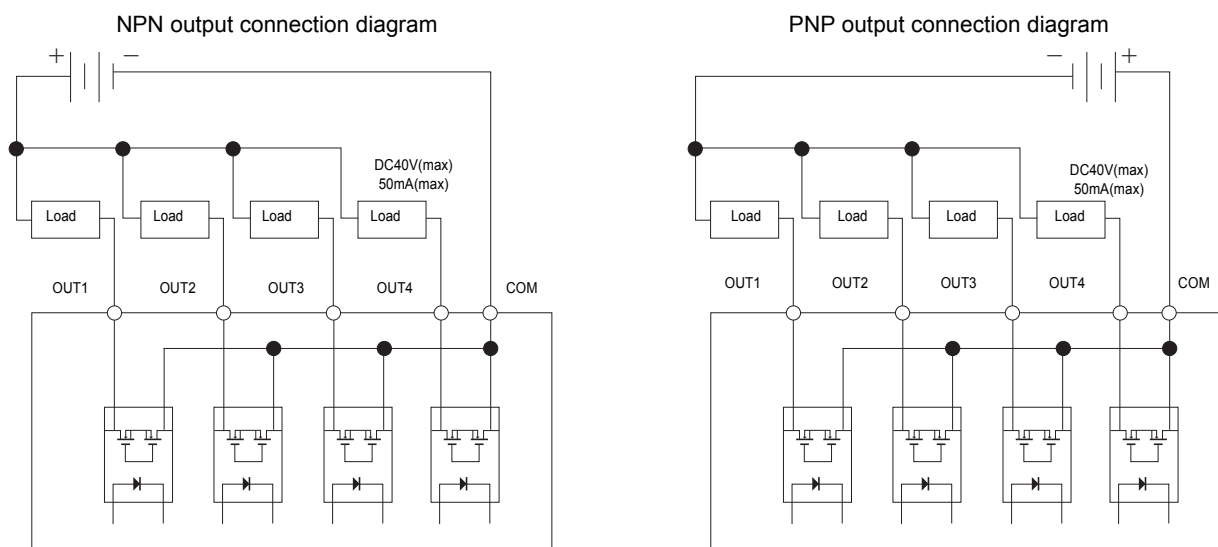 NPN output connection diagram
+ −
DC40V(max)
50mA(max)
Load Load Load Load
OUT1 OUT2 OUT3 OUT4 COM
PNP output connection diagram
− +
DC40V(max)
50mA(max)
Load Load Load Load
OUT1 OUT2 OUT3 OUT4 COM